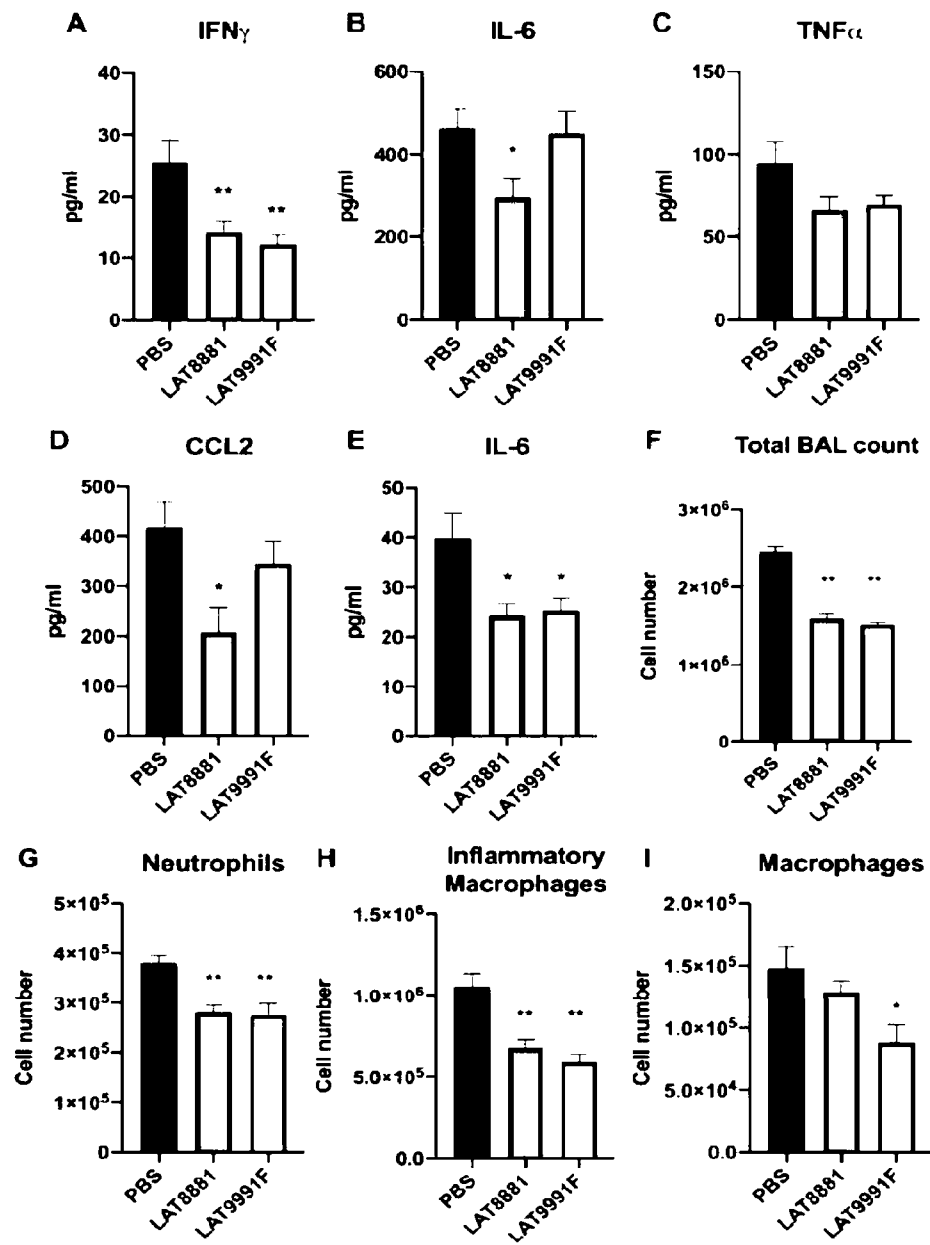 A
IFNγ
40
30
20
10
0
pg/ml
**
**
PBS
LAT8881
LAT9991F
B
IL-6
600
400
200
0
pg/ml
*
PBS
LAT8881
LAT9991F
C
TNFα
150
100
50
0
pg/ml
PBS
LAT8881
LAT9991F
D
CCL2
500
400
300
200
100
0
pg/ml
*
PBS
LAT8881
LAT9991F
E
IL-6
50
40
30
20
10
0
pg/ml
*
*
PBS
LAT8881
LAT9991F
F
Total BAL count
3×10⁶
2×10⁶
1×10⁶
0
Cell number
**
**
PBS
LAT8881
LAT9991F
G
Neutrophils
5×10⁵
4×10⁵
3×10⁵
2×10⁵
1×10⁵
0
Cell number
**
**
PBS
LAT8881
LAT9991F
H
Inflammatory
Macrophages
1.5×10⁶
1.0×10⁶
5.0×10⁵
0.0
Cell number
**
**
PBS
LAT8881
LAT9991F
I
Macrophages
2.0×10⁵
1.5×10⁵
1.0×10⁵
5.0×10⁴
0.0
Cell number
*
PBS
LAT8881
LAT9991F